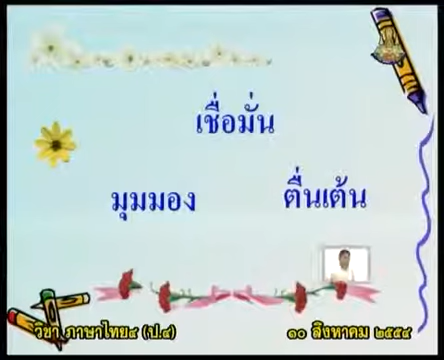 เชื่อมั่น
มุมมอง
ตื่นเต้น
วิชา ภาษาไทย๔ (ป.๔)
๑๐ สิงหาคม ๒๕๕๔